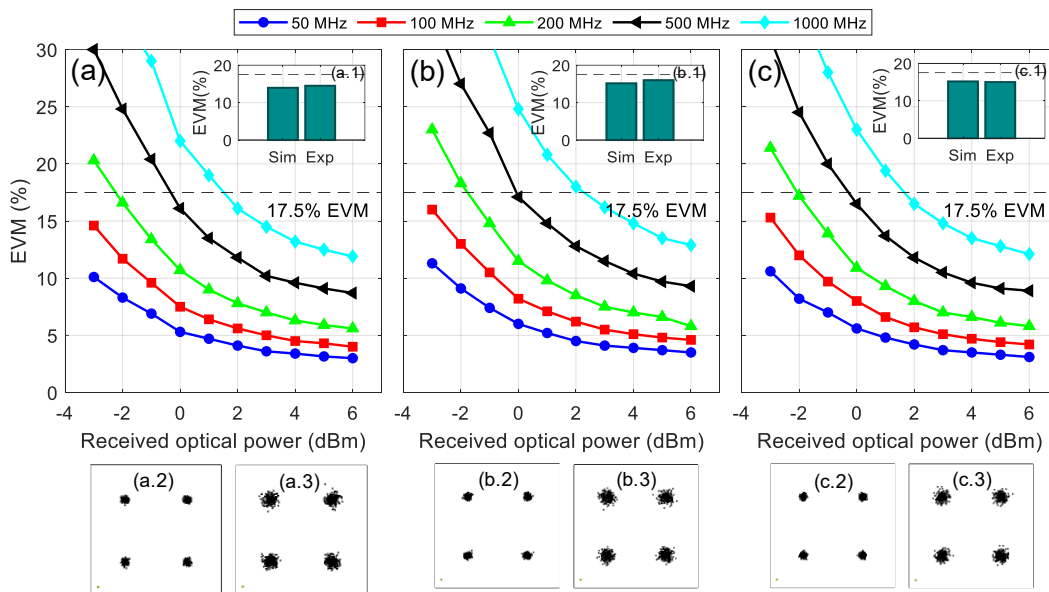 50 MHz 100 MHz 200 MHz 500 MHz 1000 MHz
(a)
EVM (%)
30
25
20
15
10
5
0
-4 -2 0 2 4 6
Received optical power (dBm)
17.5% EVM
(a.1)
EVM(%)
20
10
0
Sim Exp
(b)
17.5% EVM
-4 -2 0 2 4 6
Received optical power (dBm)
(b.1)
EVM(%)
20
10
0
Sim Exp
(c)
17.5% EVM
-4 -2 0 2 4 6
Received optical power (dBm)
(c.1)
EVM(%)
20
10
0
Sim Exp
(a.2) (a.3) (b.2) (b.3) (c.2) (c.3)